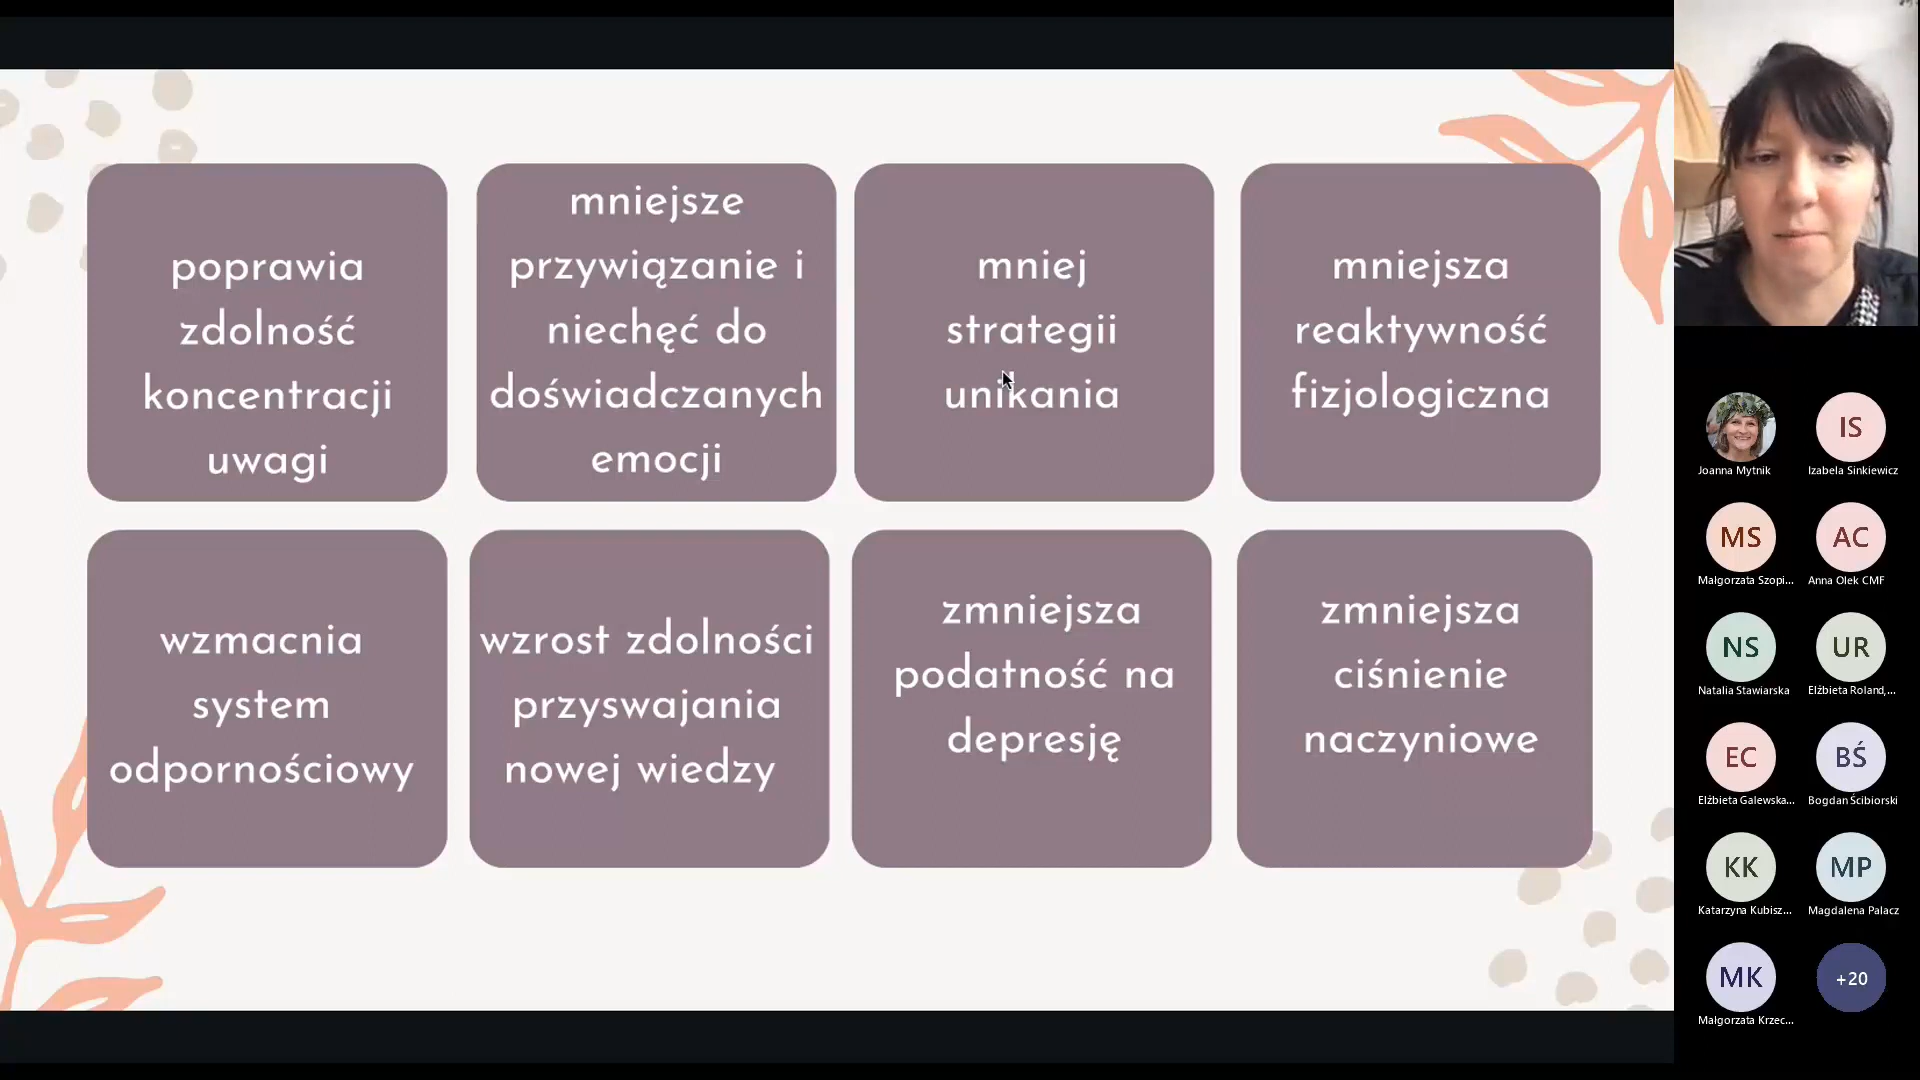 poprawia
zdolność
koncentracji
uwagi
mniejsze
przywiązanie i
niechęć do
doświadczanych
emocji
mniej
strategii
unikania
mniejsza
reaktywność
fizjologiczna
wzmacnia
system
odpornościowy
wzrost zdolności
przyswajania
nowej wiedzy
zmniejsza
podatność na
depresję
zmniejsza
ciśnienie
naczyniowe
Joanna Mytnik
IS
Izabela Sinkiewicz
MS
Małgorzata Szopi...
AC
Anna Olek CMF
NS
Natalia Stawiarska
UR
Elżbieta Roland,...
EC
Elżbieta Galewska...
BŚ
Bogdan Ścibiorski
KK
Katarzyna Kubisz...
MP
Magdalena Palacz
MK
Małgorzata Krzec...
+20